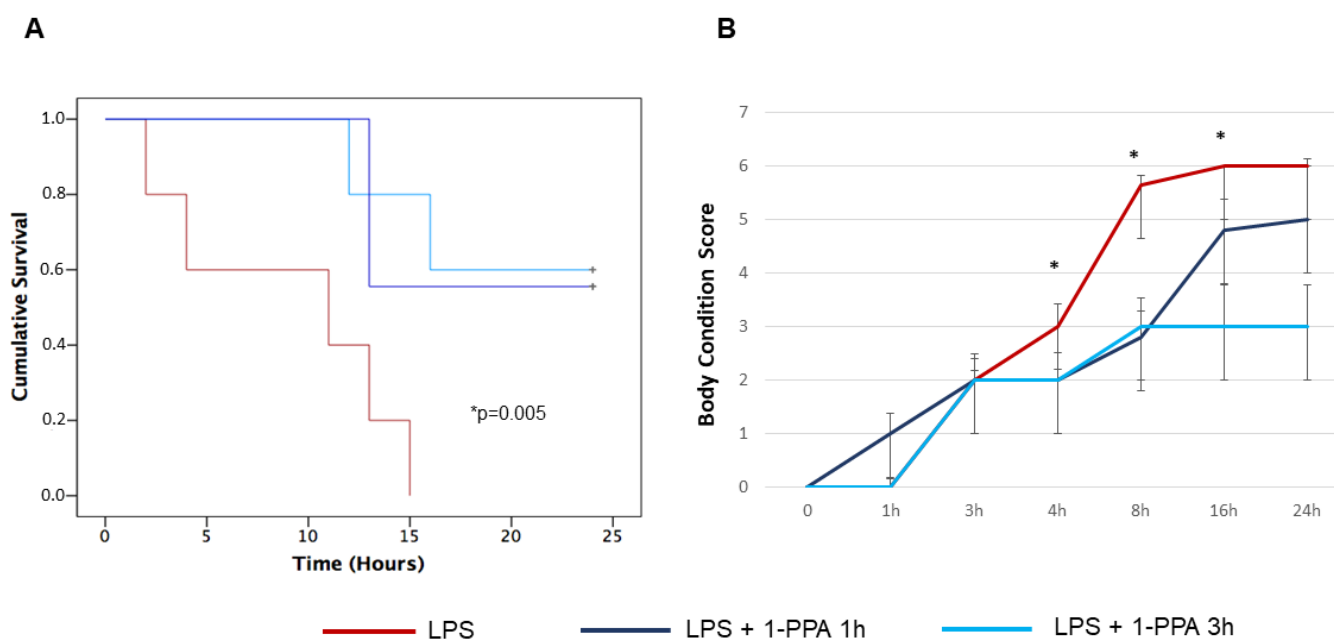 A
B
Cumulative Survival
1.0
0.8
0.6
0.4
0.2
0.0
*p=0.005
0 5 10 15 20 25
Time (Hours)
Body Condition Score
7
6
5
4
3
2
1
0
* * *
0 1h 3h 4h 8h 16h 24h
LPS LPS + 1-PPA 1h LPS + 1-PPA 3h